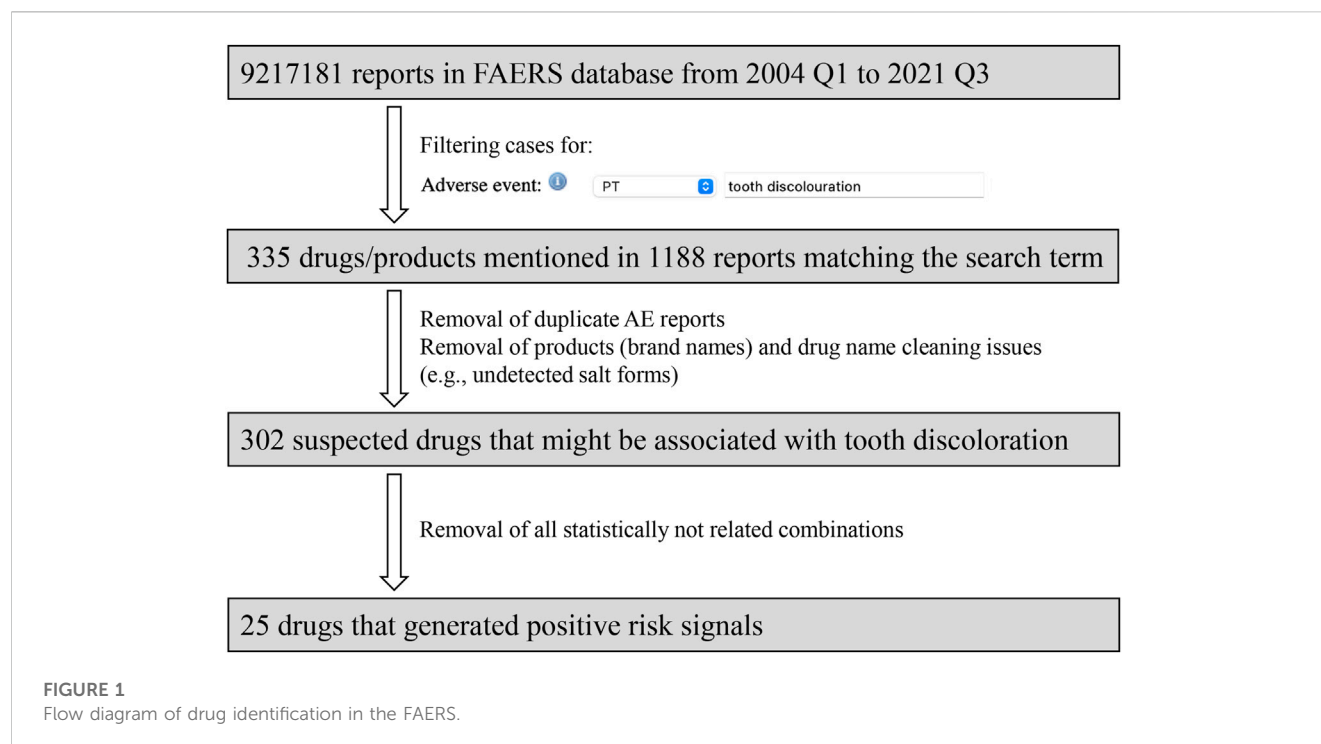 9217181 reports in FAERS database from 2004 Q1 to 2021 Q3
Filtering cases for:
Adverse event: i PT tooth discolouration
335 drugs/products mentioned in 1188 reports matching the search term
Removal of duplicate AE reports
Removal of products (brand names) and drug name cleaning issues
(e.g., undetected salt forms)
302 suspected drugs that might be associated with tooth discoloration
Removal of all statistically not related combinations
25 drugs that generated positive risk signals
FIGURE 1
Flow diagram of drug identification in the FAERS.